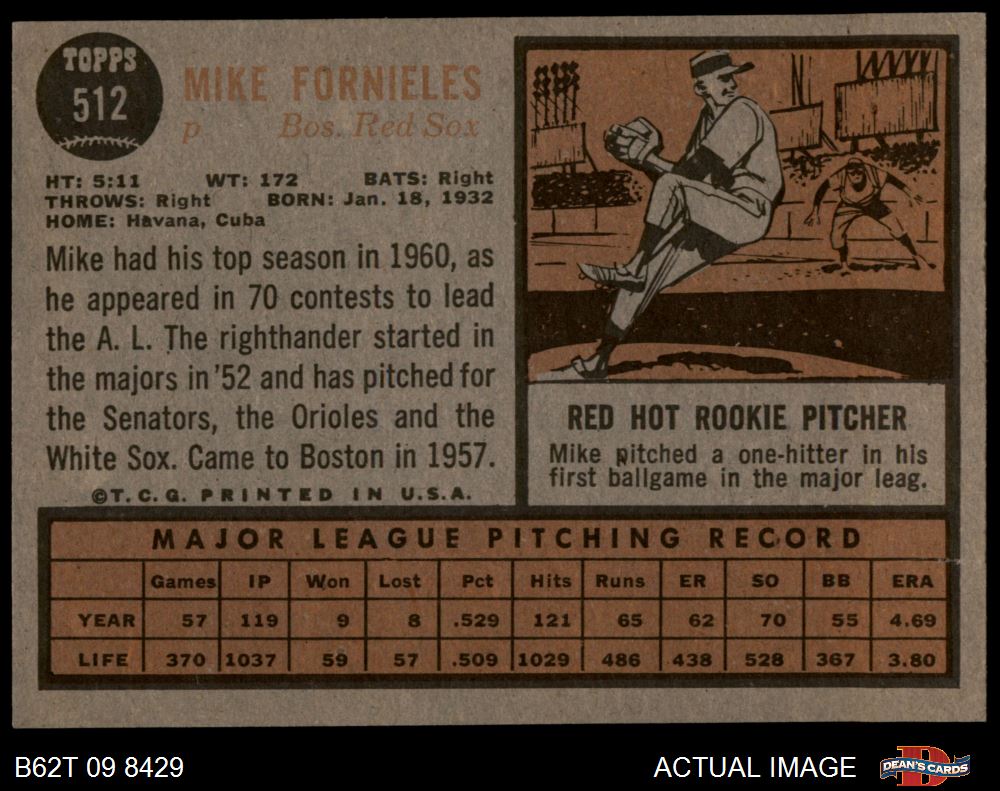 TOPPS
512
MIKE FORNIELES
p Bos. Red Sox
HT: 5:11 WT: 172 BATS: Right
THROWS: Right BORN: Jan. 18, 1932
HOME: Havana, Cuba
Mike had his top season in 1960, as
he appeared in 70 contests to lead
the A. L. The righthander started in
the majors in '52 and has pitched for
the Senators, the Orioles and the
White Sox. Came to Boston in 1957.
©T. C. G. PRINTED IN U.S.A.
RED HOT ROOKIE PITCHER
Mike pitched a one-hitter in his
first ballgame in the major leag.
MAJOR LEAGUE PITCHING RECORD
Games IP Won Lost Pct Hits Runs ER SO BB ERA
YEAR 57 119 9 8 .529 121 65 62 70 55 4.69
LIFE 370 1037 59 57 .509 1029 486 438 528 367 3.80
B62T 09 8429
ACTUAL IMAGE
D
DEAN'S CARDS